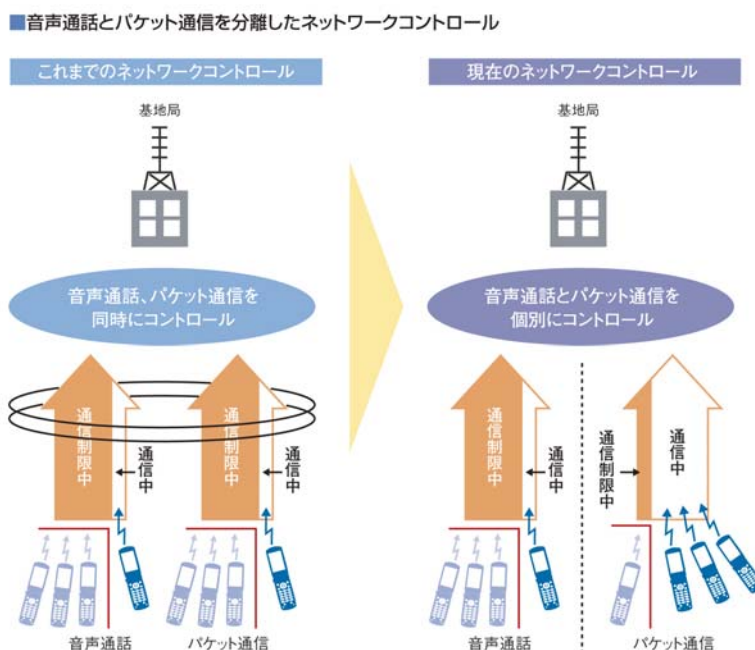 ■音声通話とパケット通信を分離したネットワークコントロール
これまでのネットワークコントロール
基地局
音声通話、パケット通信を
同時にコントロール
通信制限中
通信中
通信制限中
通信中
音声通話
パケット通信
現在のネットワークコントロール
基地局
音声通話とパケット通信を
個別にコントロール
通信制限中
通信中
通信制限中
通信中
音声通話
パケット通信